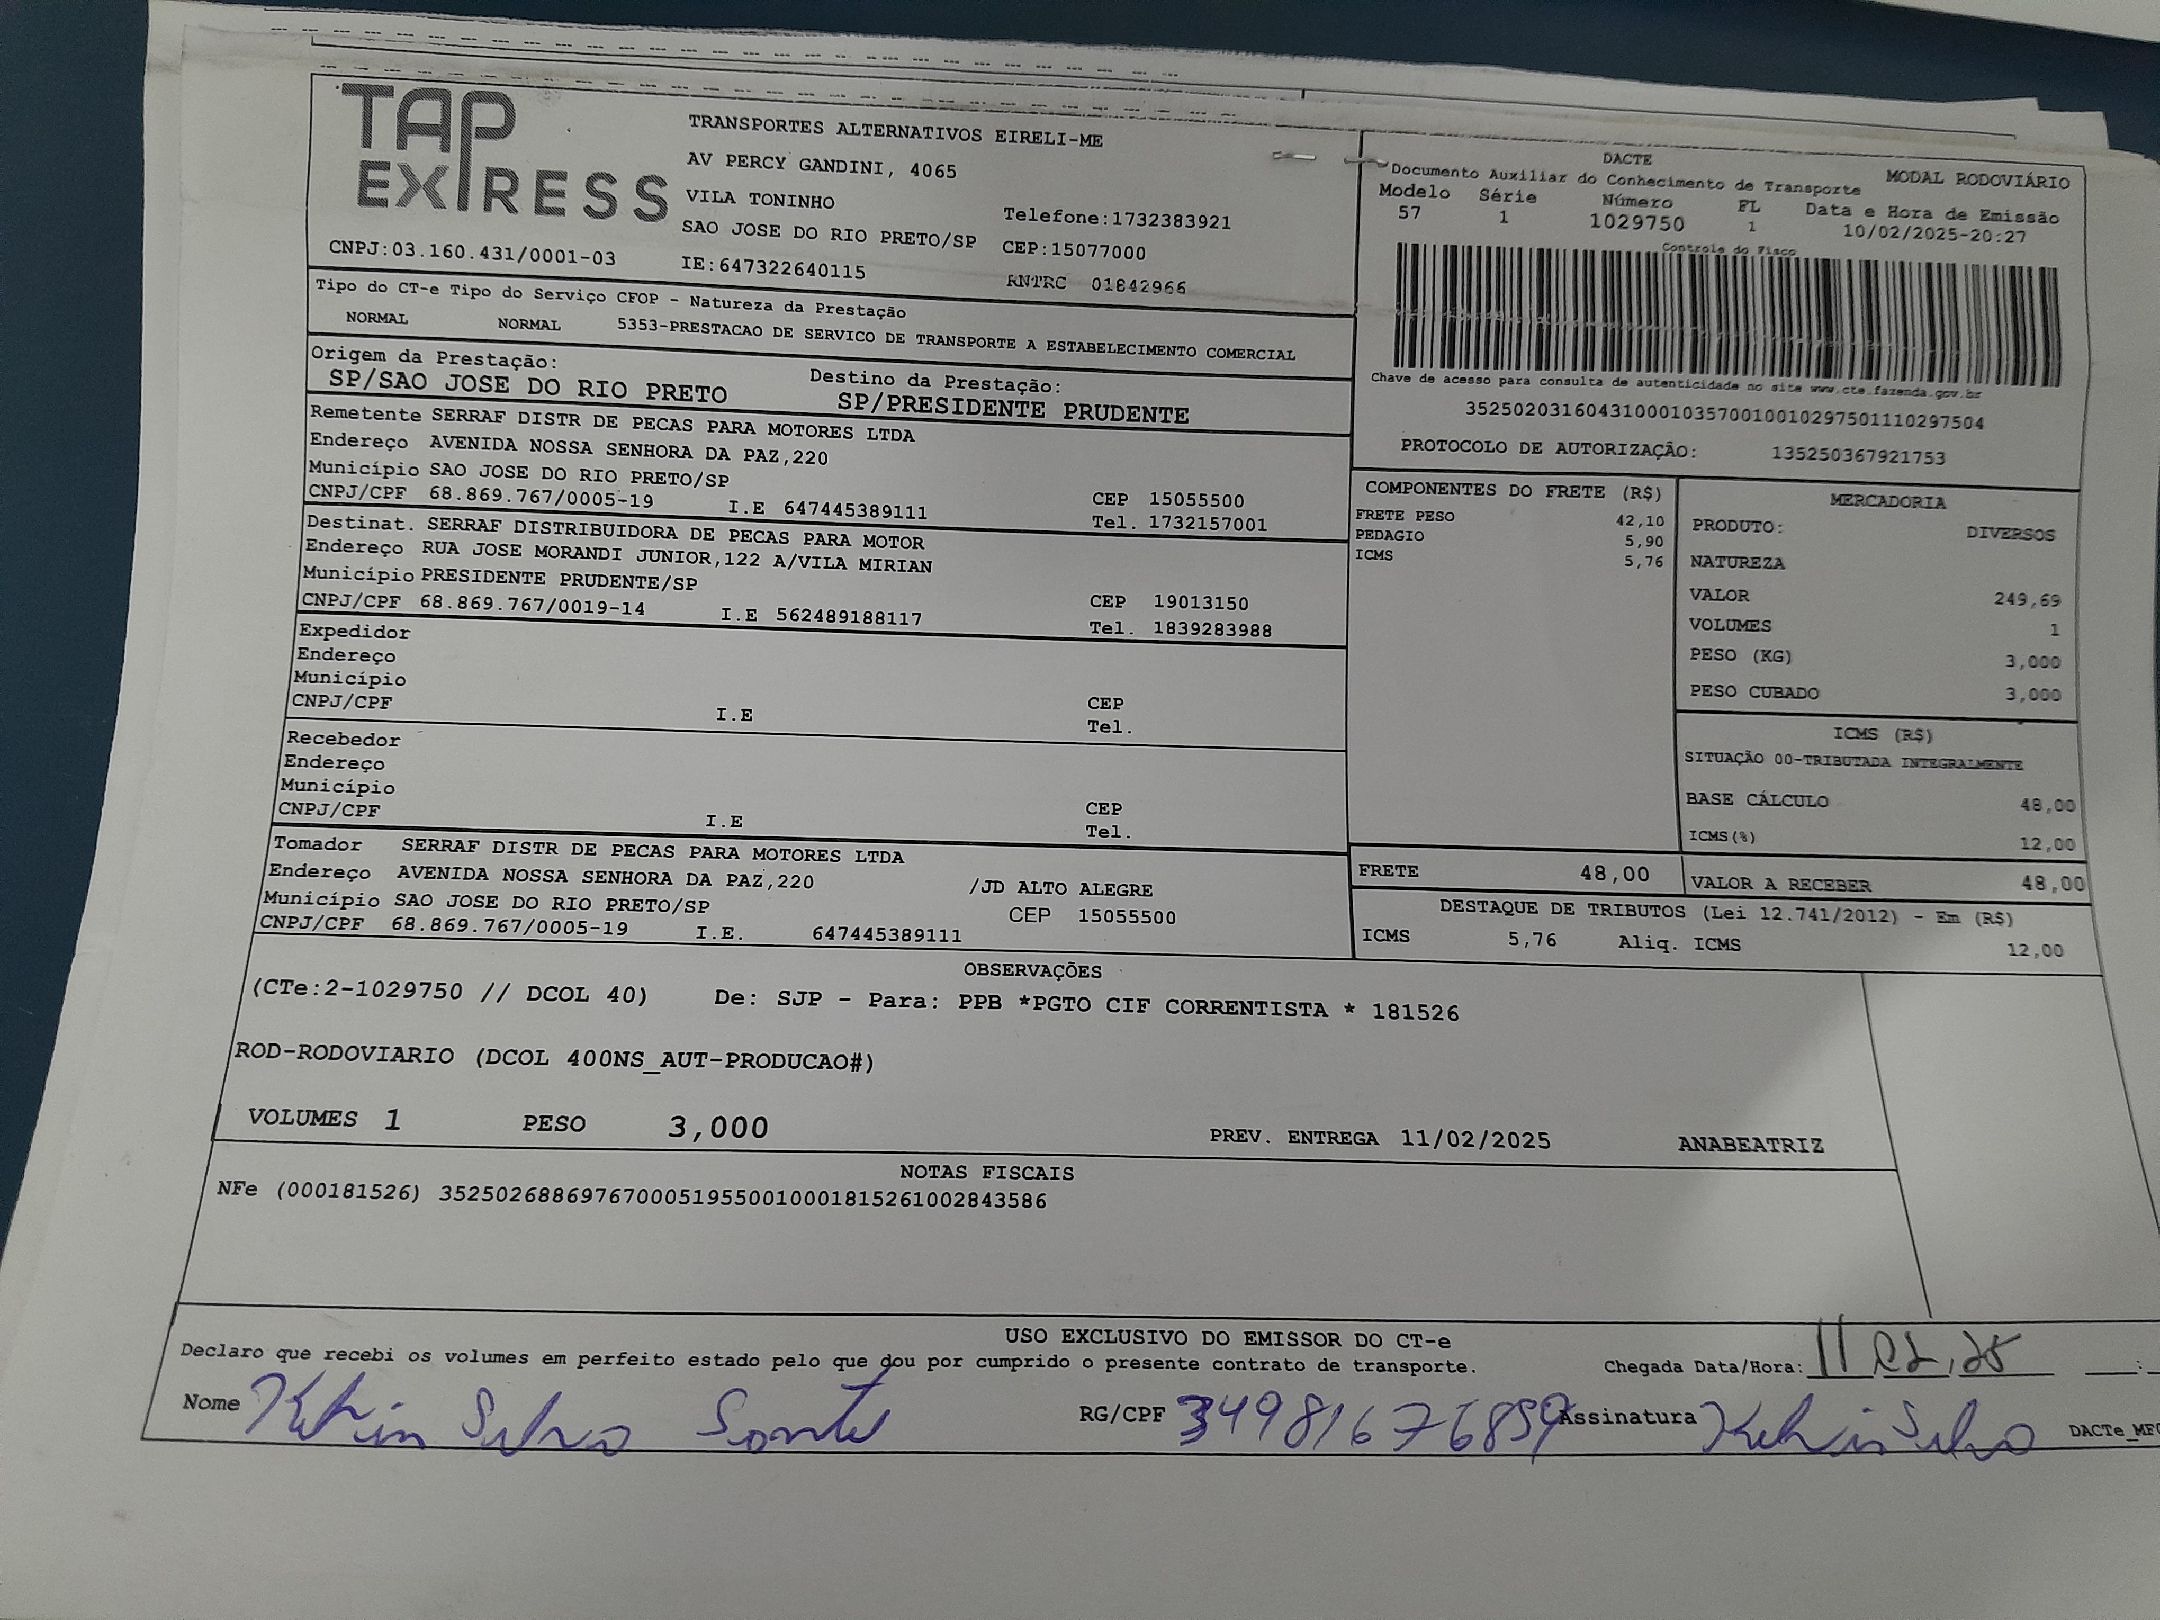 TAP
EXPRESS
TRANSPORTES ALTERNATIVOS EIRELI-ME
AV PERCY GANDINI, 4065
VILA TONINHO
SAO JOSE DO RIO PRETO/SP
Telefone:1732383921
CEP:15077000
CNPJ:03.160.431/0001-03
IE:647322640115
RNTRC 01842966
DACTE
Documento Auxiliar do Conhecimento de Transporte
MODAL RODOVIÁRIO
Modelo Série Número FL Data e Hora de Emissão
57 1 1029750 1 10/02/2025-20:27
Controle do Fisco
Chave de acesso para consulta de autenticidade no site www.cte.fazenda.gov.br
35250203160431000103570010010297501110297504
PROTOCOLO DE AUTORIZAÇÂO: 135250367921753
Tipo do CT-e Tipo do Serviço CFOP - Natureza da Prestação
NORMAL NORMAL 5353-PRESTACAO DE SERVICO DE TRANSPORTE A ESTABELECIMENTO COMERCIAL
Origem da Prestação:
SP/SAO JOSE DO RIO PRETO
Destino da Prestação:
SP/PRESIDENTE PRUDENTE
Remetente SERRAF DISTR DE PECAS PARA MOTORES LTDA
Endereço AVENIDA NOSSA SENHORA DA PAZ,220
Município SAO JOSE DO RIO PRETO/SP CEP 15055500
CNPJ/CPF 68.869.767/0005-19 I.E 647445389111 Tel. 1732157001
Destinat. SERRAF DISTRIBUIDORA DE PECAS PARA MOTOR
Endereço RUA JOSE MORANDI JUNIOR,122 A/VILA MIRIAN
Município PRESIDENTE PRUDENTE/SP CEP 19013150
CNPJ/CPF 68.869.767/0019-14 I.E 562489188117 Tel. 1839283988
Expedidor
Endereço
Município CEP
CNPJ/CPF I.E Tel.
Recebedor
Endereço
Município CEP
CNPJ/CPF I.E Tel.
Tomador SERRAF DISTR DE PECAS PARA MOTORES LTDA
Endereço AVENIDA NOSSA SENHORA DA PAZ,220 /JD ALTO ALEGRE
Município SAO JOSE DO RIO PRETO/SP CEP 15055500
CNPJ/CPF 68.869.767/0005-19 I.E. 647445389111
COMPONENTES DO FRETE (R$)
FRETE PESO 42,10
PEDAGIO 5,90
ICMS 5,76
MERCADORIA
PRODUTO: DIVERSOS
NATUREZA
VALOR 249,69
VOLUMES 1
PESO (KG) 3,000
PESO CUBADO 3,000
ICMS (R$)
SITUAÇÃO 00-TRIBUTADA INTEGRALMENTE
BASE CÁLCULO 48,00
ICMS(%) 12,00
FRETE 48,00 VALOR A RECEBER 48,00
DESTAQUE DE TRIBUTOS (Lei 12.741/2012) - Em (R$)
ICMS 5,76 Aliq. ICMS 12,00
OBSERVAÇÕES
(CTe:2-1029750 // DCOL 40) De: SJP - Para: PPB *PGTO CIF CORRENTISTA * 181526
ROD-RODOVIARIO (DCOL 400NS_AUT-PRODUCAO#)
VOLUMES 1 PESO 3,000 PREV. ENTREGA 11/02/2025 ANABEATRIZ
NOTAS FISCAIS
NFe (000181526) 35250268869767000519550010001815261002843586
USO EXCLUSIVO DO EMISSOR DO CT-e
Declaro que recebi os volumes em perfeito estado pelo que dou por cumprido o presente contrato de transporte. Chegada Data/Hora: 11 02, 25 :
Nome Silva RG/CPF 34981676859 Assinatura Silva DACTe_MF